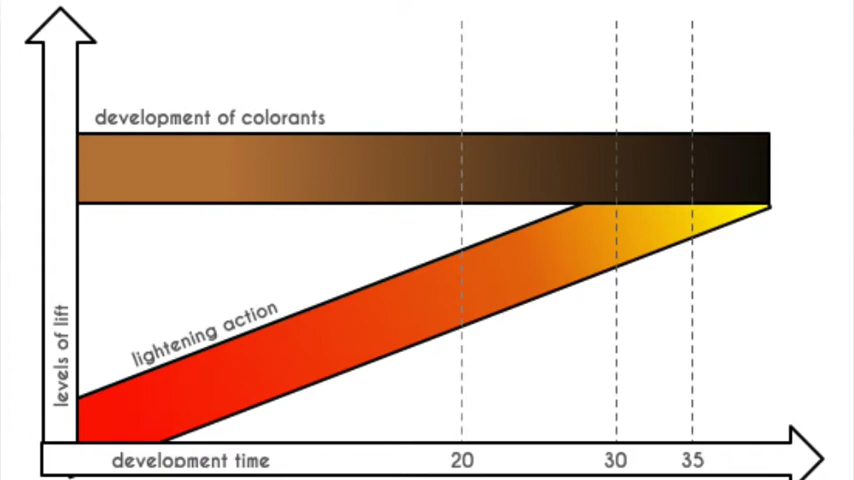 development of colorants
lightening action
levels of lift
development time
20
30
35